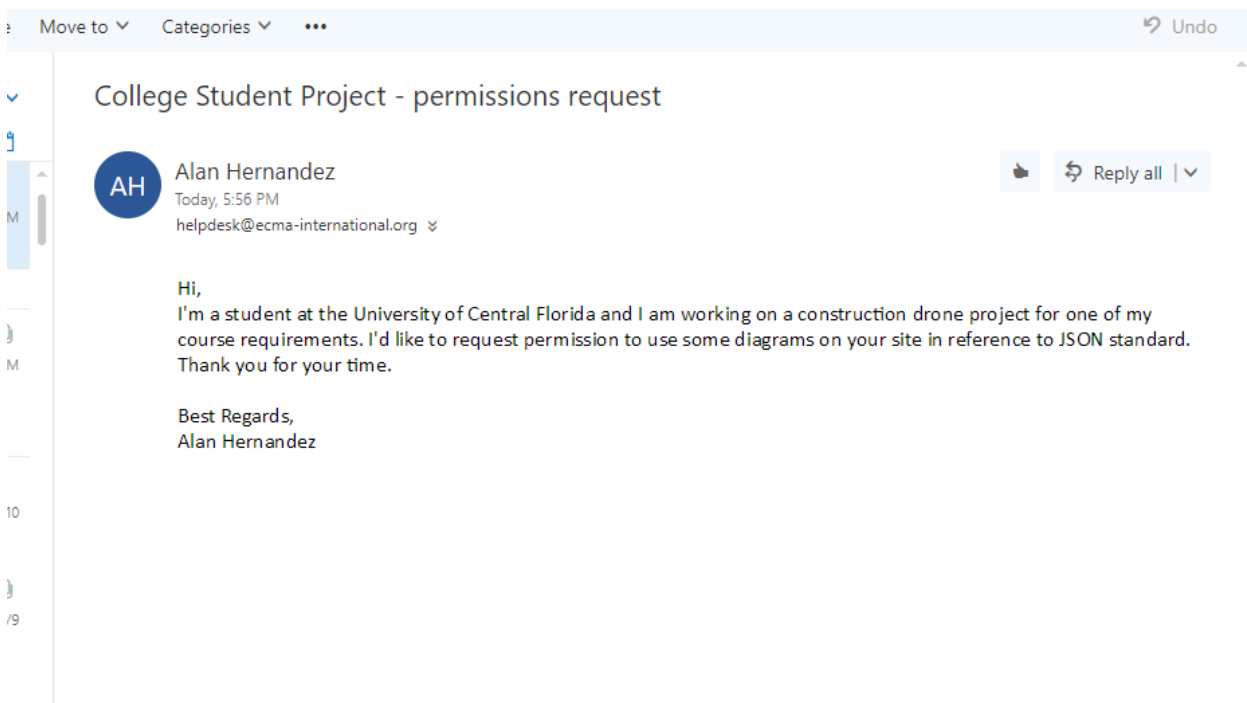 Move to Categories ••• Undo
College Student Project - permissions request
AH
Alan Hernandez
Reply all
Today, 5:56 PM
M
helpdesk@ecma-international.org
Hi,
I'm a student at the University of Central Florida and I am working on a construction drone project for one of my
course requirements. I'd like to request permission to use some diagrams on your site in reference to JSON standard.
M
Thank you for your time.
Best Regards,
Alan Hernandez
10
/9